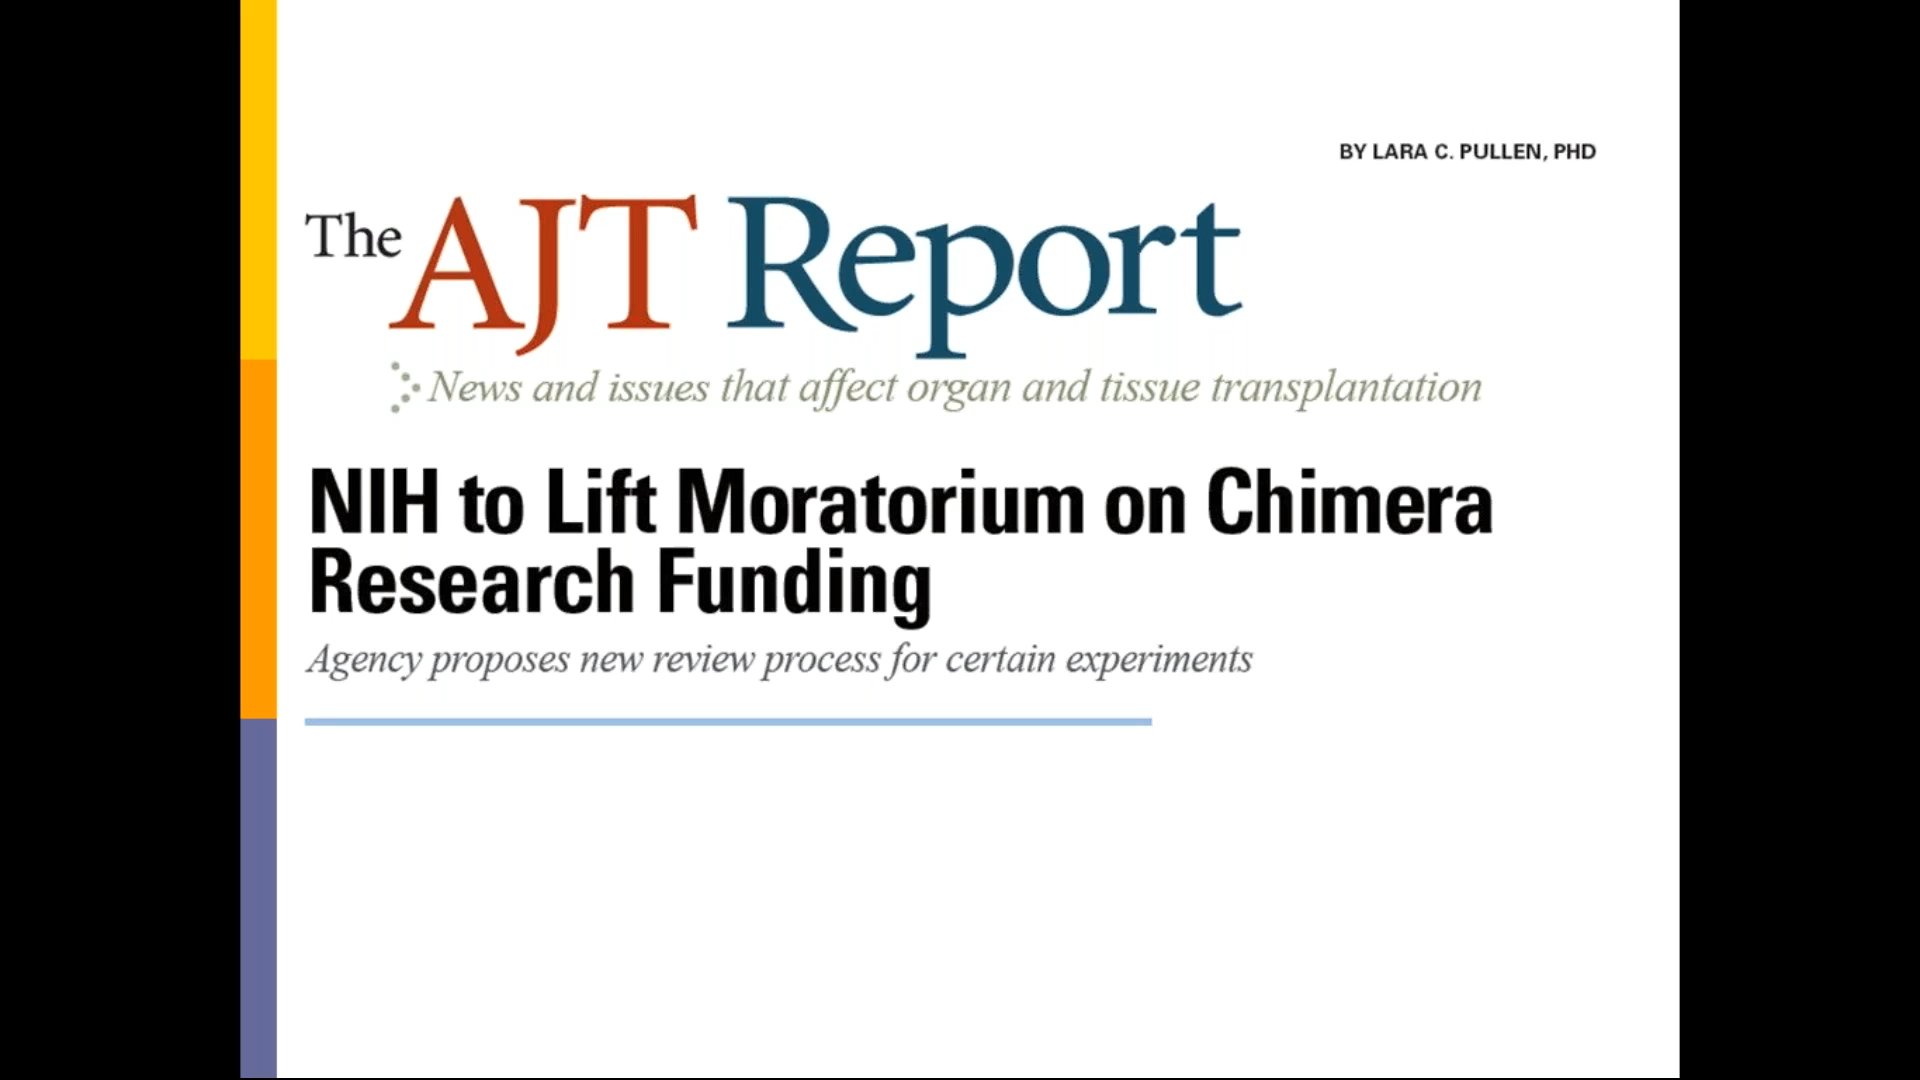 BY LARA C. PULLEN, PHD
The AJT Report
News and issues that affect organ and tissue transplantation
NIH to Lift Moratorium on Chimera
Research Funding
Agency proposes new review process for certain experiments